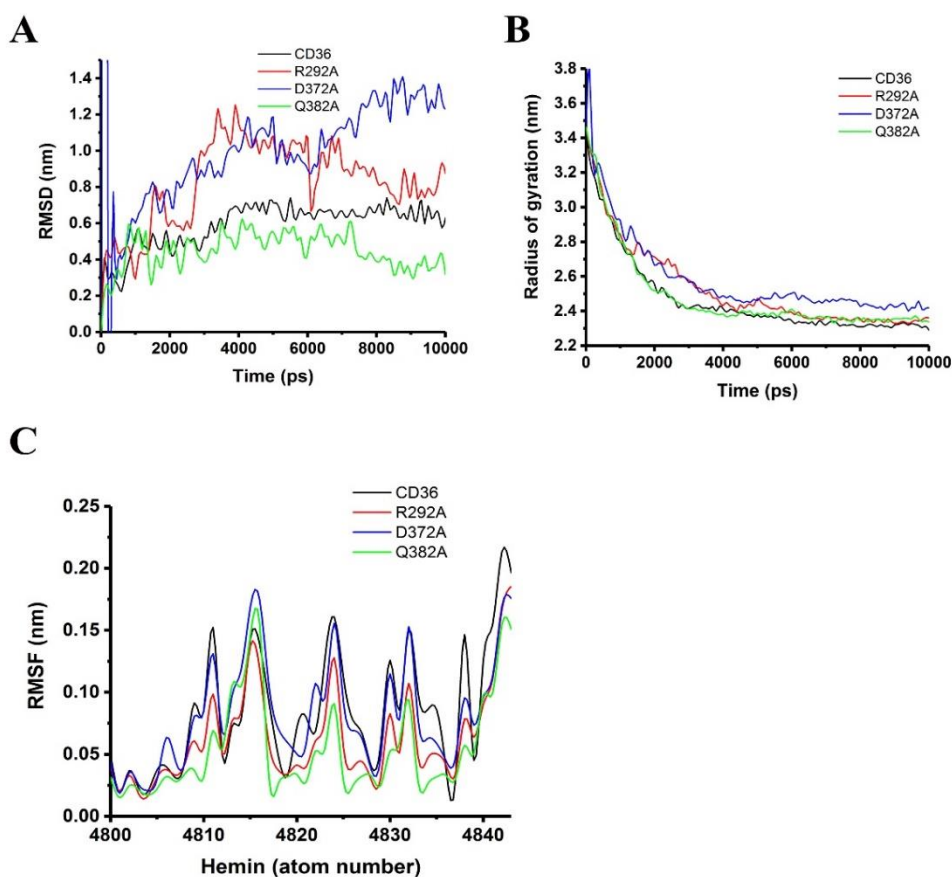 A
CD36
R292A
D372A
Q382A
1.4
1.2
1.0
0.8
0.6
0.4
0.2
0.0
RMSD (nm)
0
2000
4000
6000
8000
10000
Time (ps)
B
CD36
R292A
D372A
Q382A
3.8
3.6
3.4
3.2
3.0
2.8
2.6
2.4
2.2
Radius of gyration (nm)
0
2000
4000
6000
8000
10000
Time (ps)
C
CD36
R292A
D372A
Q382A
0.25
0.20
0.15
0.10
0.05
0.00
RMSF (nm)
4800
4810
4820
4830
4840
Hemin (atom number)